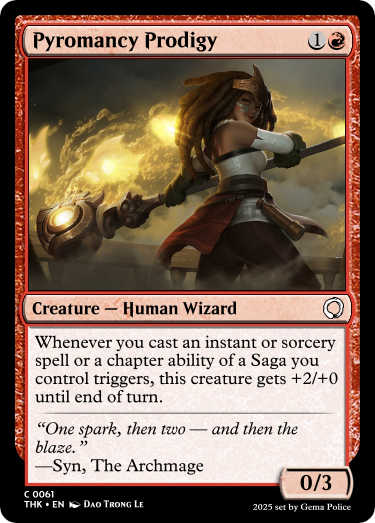 Pyromancy Prodigy 1
Creature — Human Wizard
Whenever you cast an instant or sorcery
spell or a chapter ability of a Saga you
control triggers, this creature gets +2/+0
until end of turn.
“One spark, then two — and then the
blaze.”
—Syn, The Archmage
0/3
C 0061
THK • EN Dao Trong Le
2025 set by Gema Police